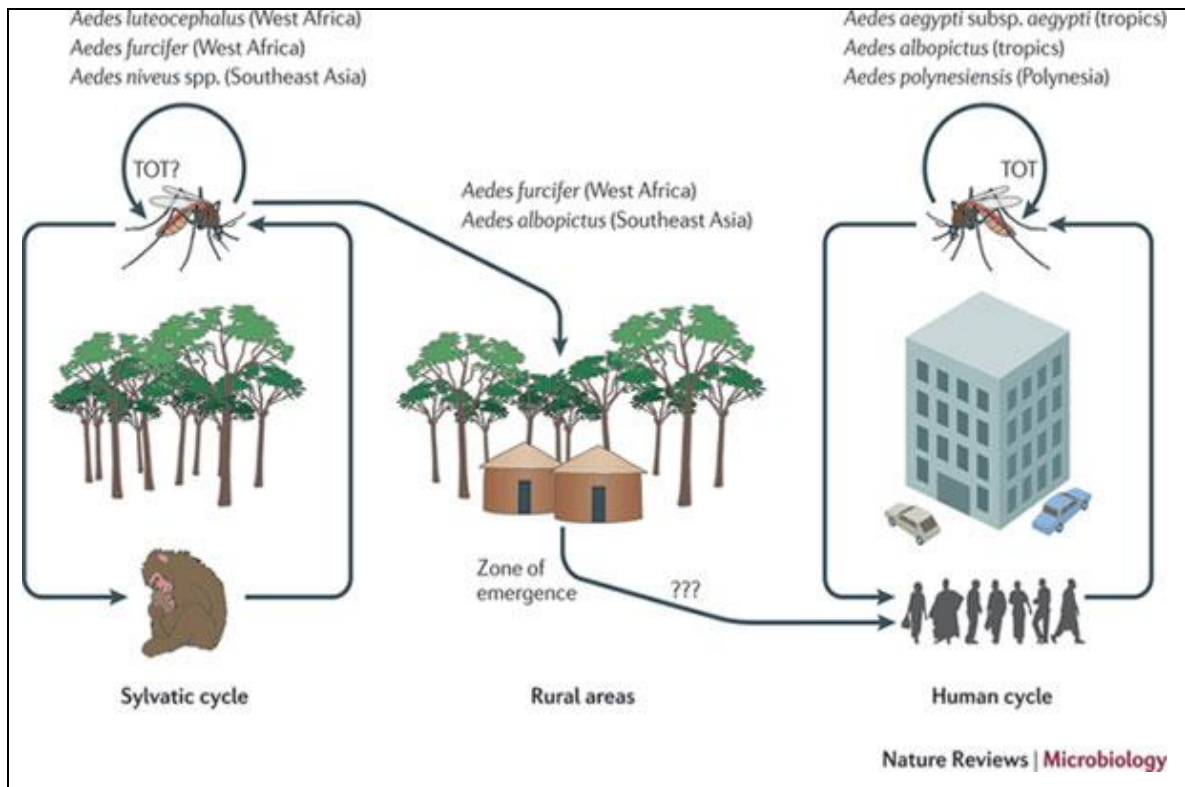 Aedes luteocephalus (West Africa)
Aedes furcifer (West Africa)
Aedes niveus spp. (Southeast Asia)
Aedes aegypti subsp. aegypti (tropics)
Aedes albopictus (tropics)
Aedes polynesiensis (Polynesia)
TOT?
TOT
Aedes furcifer (West Africa)
Aedes albopictus (Southeast Asia)
Zone of
emergence
???
Sylvatic cycle
Rural areas
Human cycle
Nature Reviews | Microbiology